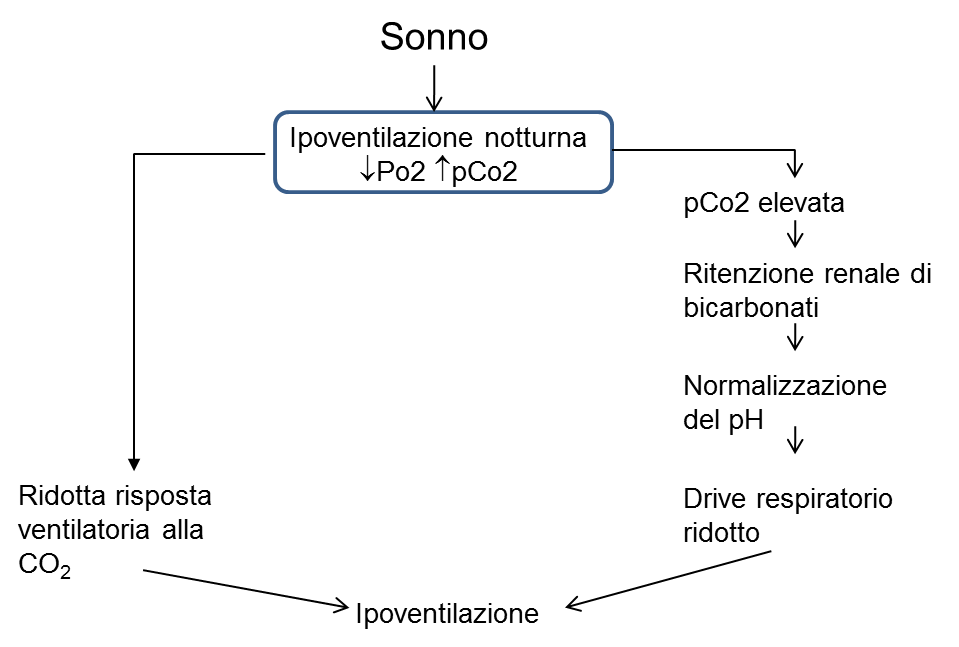 Sonno
Ipoventilazione notturna
↓Po2 ↑pCo2
pCo2 elevata
Ritenzione renale di
bicarbonati
Normalizzazione
del pH
Drive respiratorio
ridotto
Ridotta risposta
ventilatoria alla
CO₂
Ipoventilazione